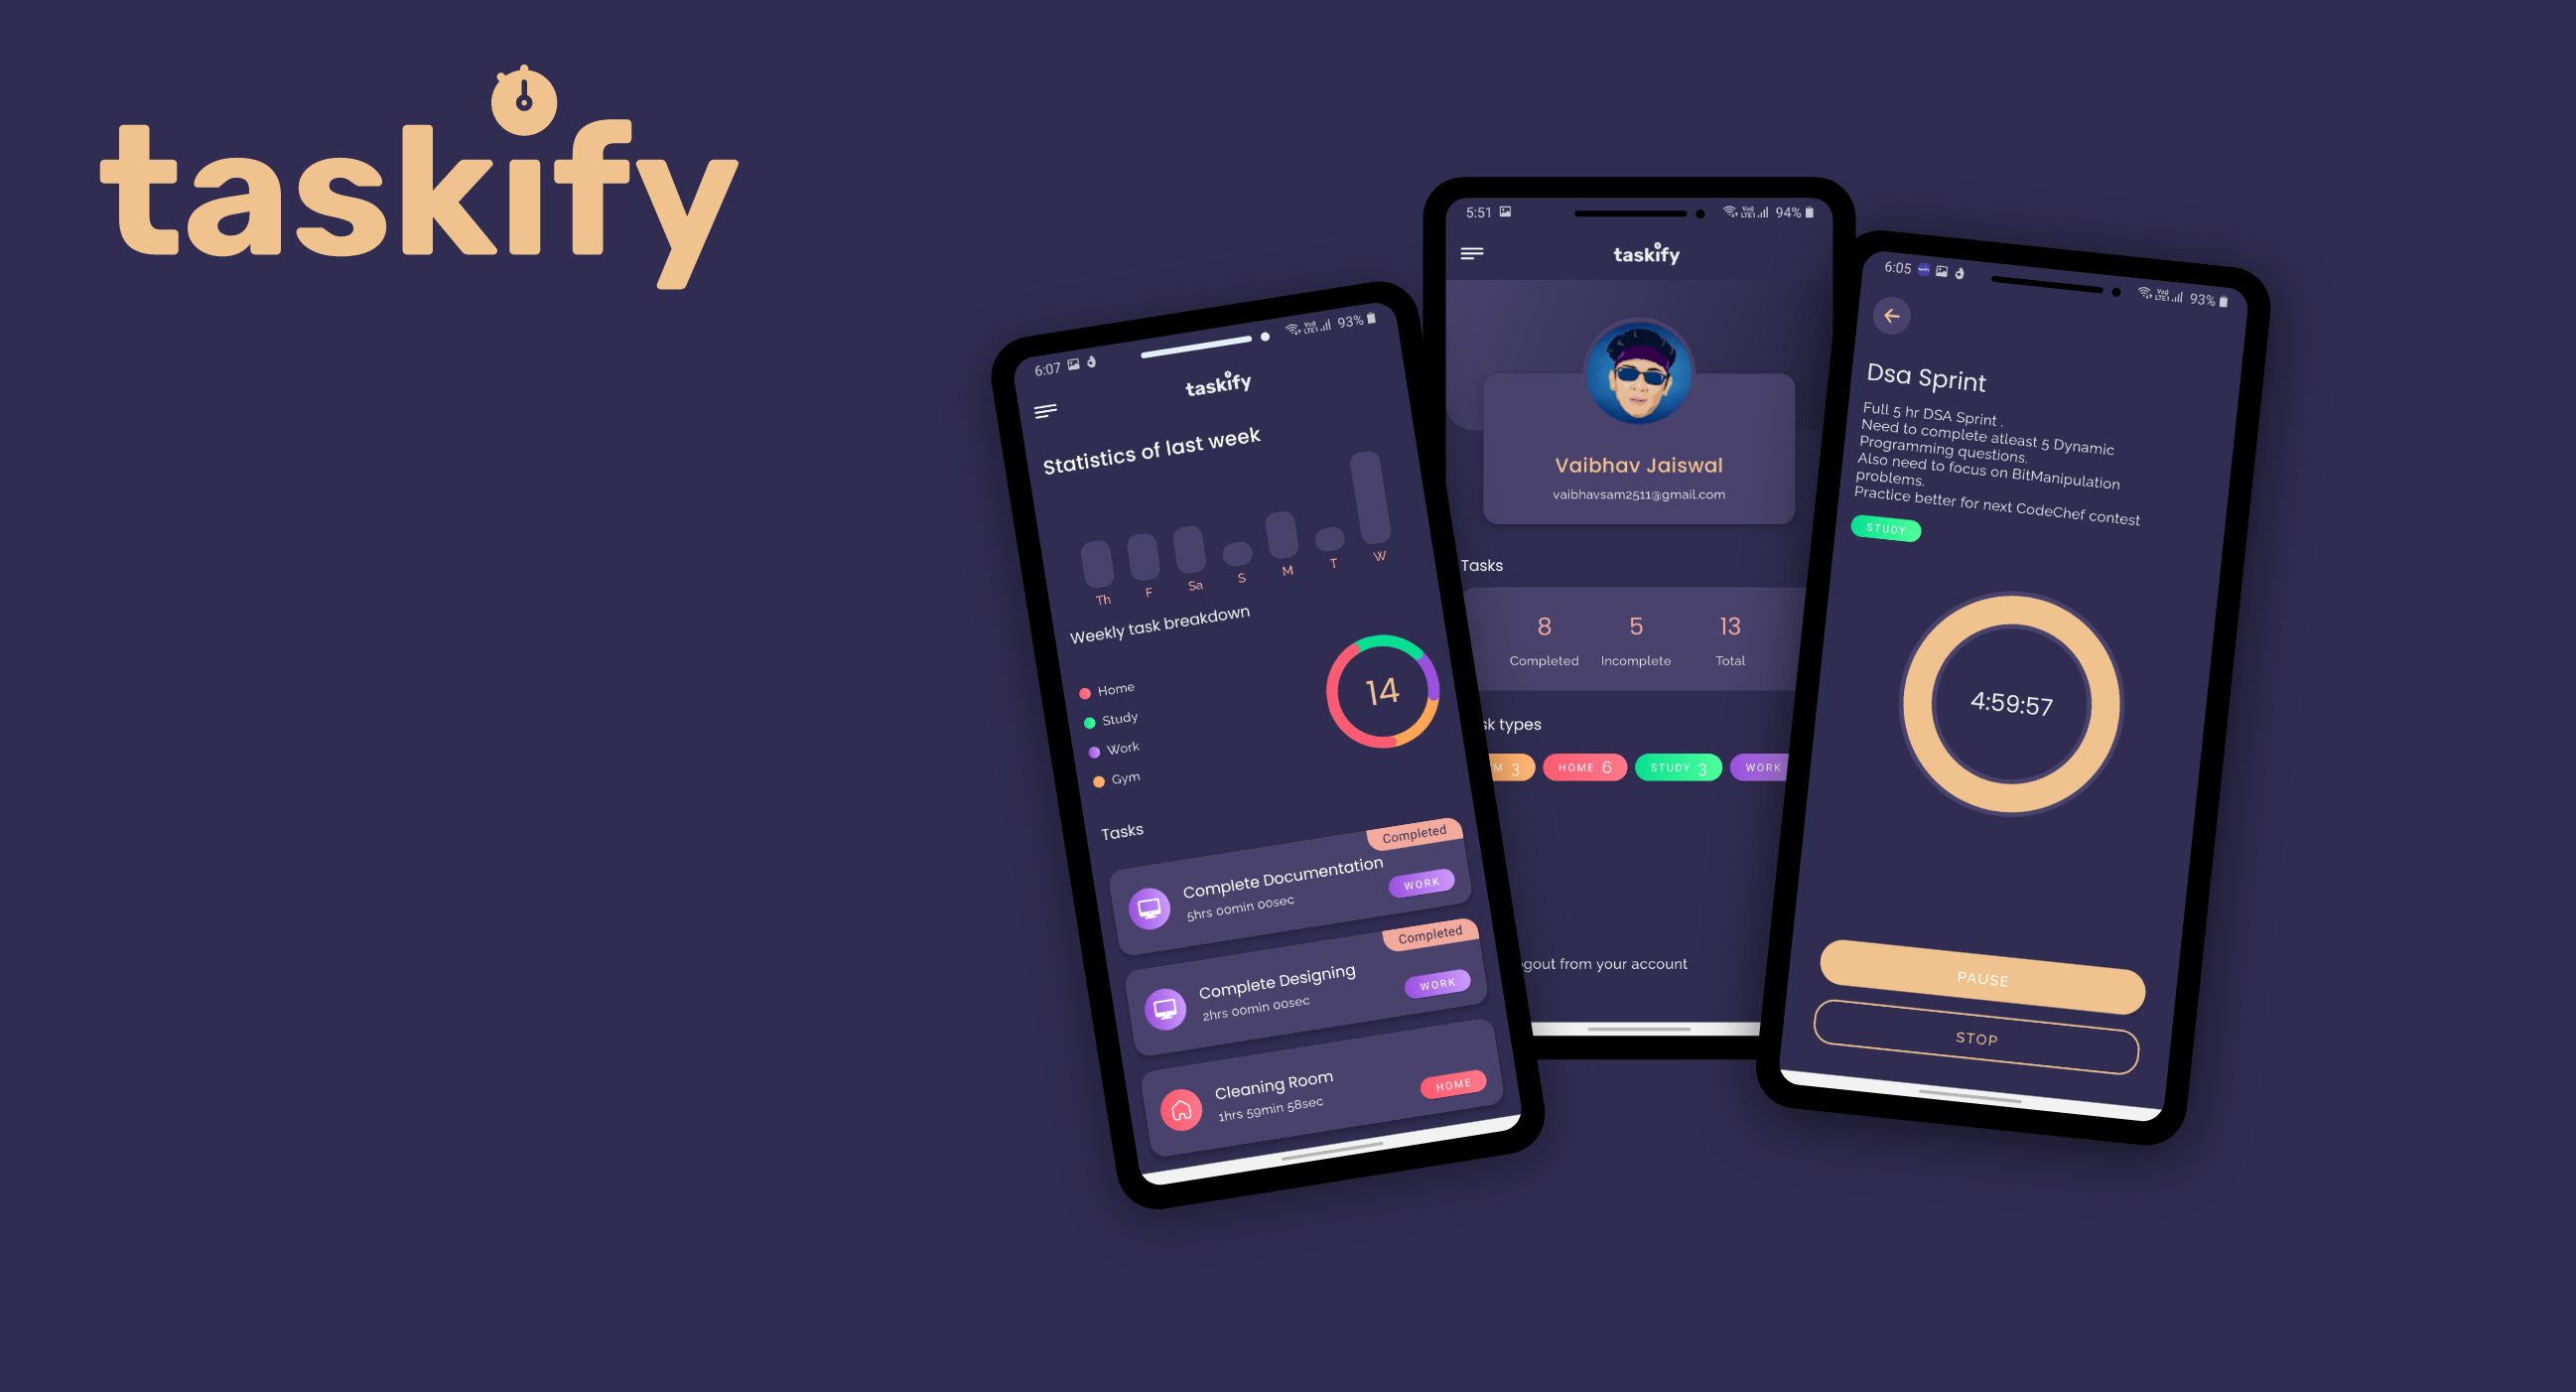 taskify
6:07
93%
taskify
Statistics of last week
Th F Sa S M T W
Weekly task breakdown
Home
Study
Work
Gym
14
Tasks
Completed
Complete Documentation
5hrs 00min 00sec
WORK
Completed
Complete Designing
2hrs 00min 00sec
WORK
Cleaning Room
1hrs 59min 58sec
HOME
5:51
Vo) LTE1 94%
taskify
Vaibhav Jaiswal
vaibhavsam2511@gmail.com
Tasks
8 5 13
Completed Incomplete Total
sk types
M 3 HOME 6 STUDY 3 WORK
gout from your account
6:05
93%
Dsa Sprint
Full 5 hr DSA Sprint .
Need to complete atleast 5 Dynamic
Programming questions.
Also need to focus on BitManipulation
problems.
Practice better for next CodeChef contest
STUDY
4:59:57
PAUSE
STOP